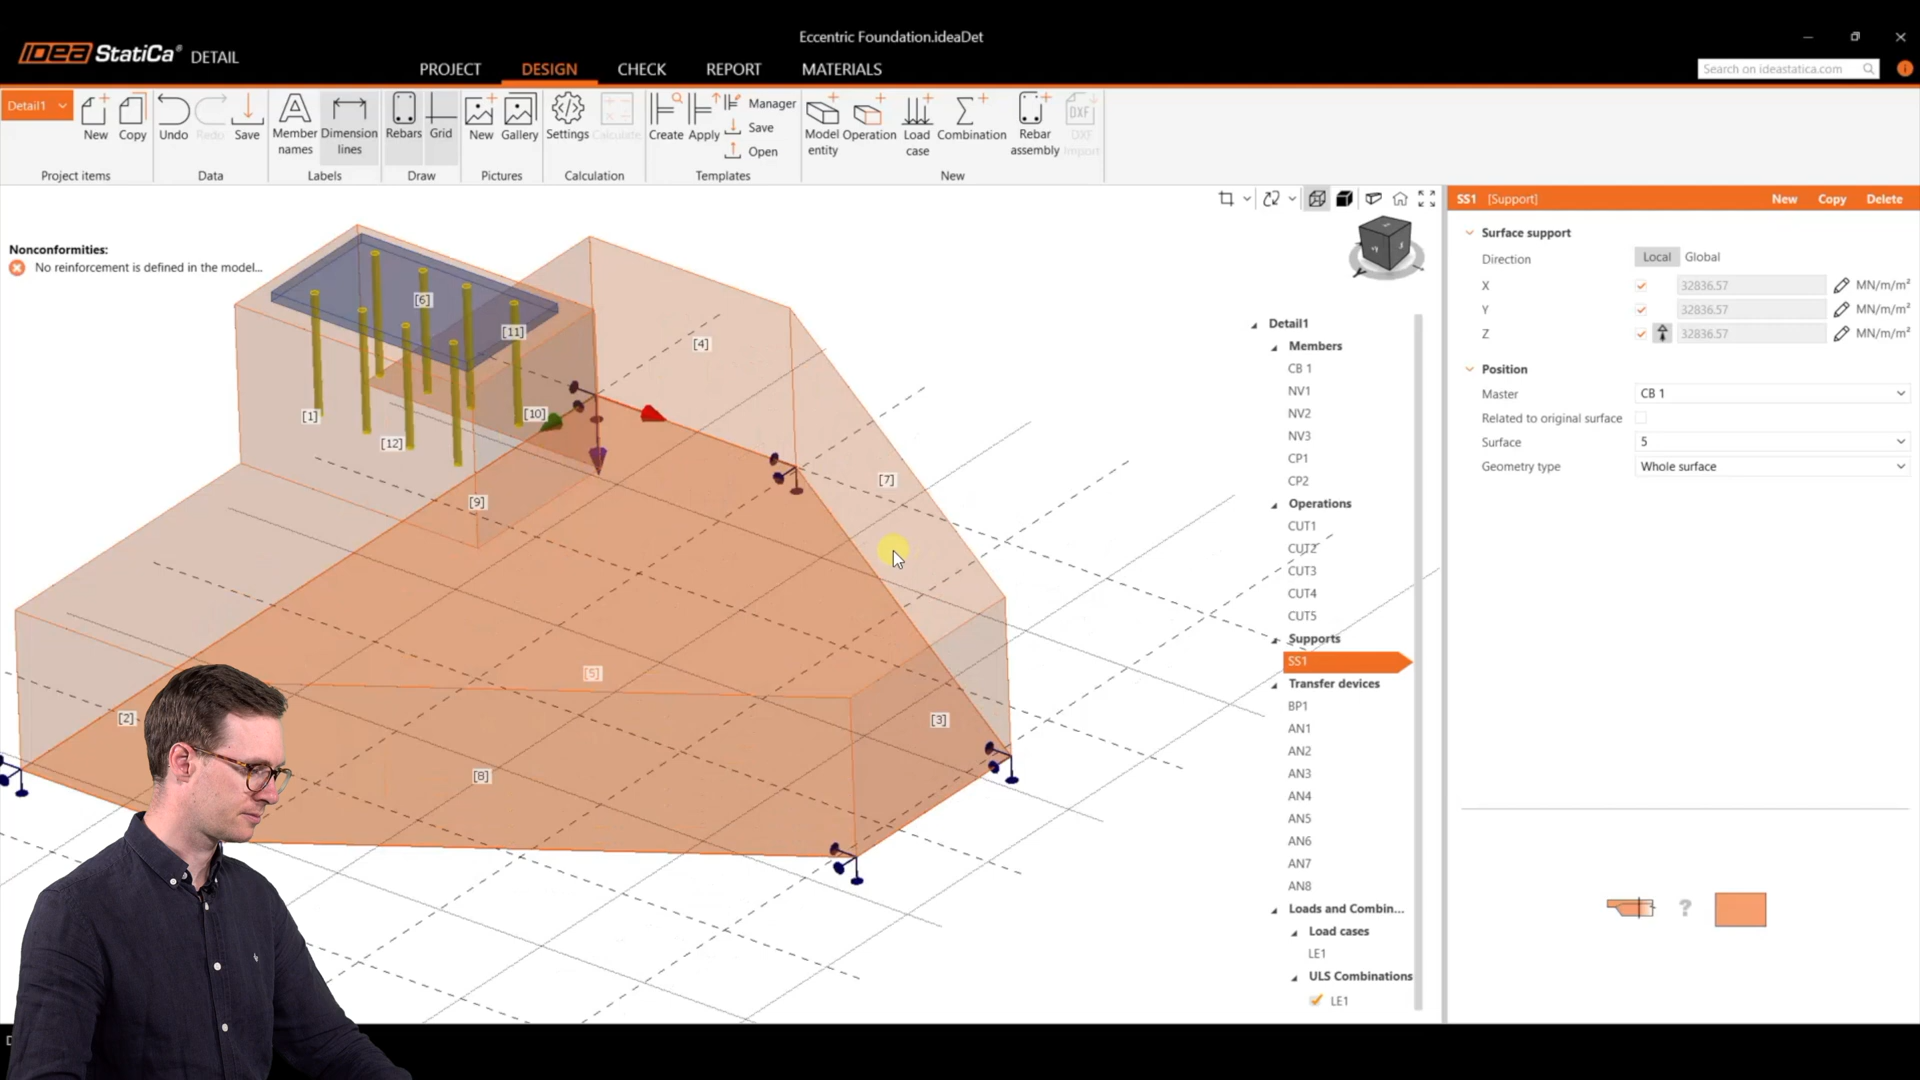 Eccentric Foundation.ideaDet
IDEA StatiCa® DETAIL
PROJECT DESIGN CHECK REPORT MATERIALS
Search on ideastatica.com
Detail1
New Copy
Project items
Undo Redo Save
Data
Member names
Dimension lines
Labels
Rebars Grid
Draw
New Gallery
Pictures
Settings Calculate
Calculation
Create Apply
Manager
Save
Open
Templates
Model entity
Operation
Load case
Combination
Rebar assembly
DXF Import
New
Nonconformities:
No reinforcement is defined in the model...
[6]
[11]
[4]
[1]
[10]
[12]
[7]
[9]
[5]
[2]
[3]
[8]
Detail1
Members
CB 1
NV1
NV2
NV3
CP1
CP2
Operations
CUT1
CUT2
CUT3
CUT4
CUT5
Supports
SS1
Transfer devices
BP1
AN1
AN2
AN3
AN4
AN5
AN6
AN7
AN8
Loads and Combin...
Load cases
LE1
ULS Combinations
LE1
SS1 [Support] New Copy Delete
Surface support
Direction Local Global
X 32836.57 MN/m/m²
Y 32836.57 MN/m/m²
Z 32836.57 MN/m/m²
Position
Master CB 1
Related to original surface
Surface 5
Geometry type Whole surface
?